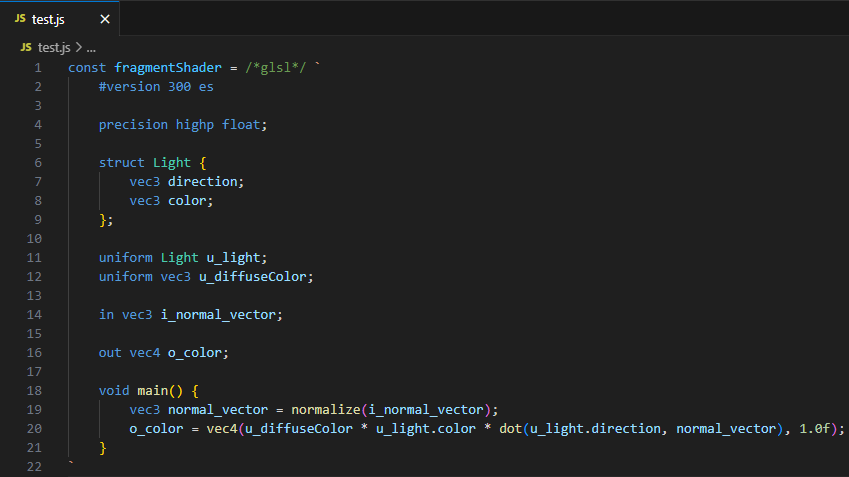 JS test.js ×
JS test.js > ...
1 const fragmentShader = /*glsl*/ `
2     #version 300 es
3
4     precision highp float;
5
6     struct Light {
7         vec3 direction;
8         vec3 color;
9     };
10
11     uniform Light u_light;
12     uniform vec3 u_diffuseColor;
13
14     in vec3 i_normal_vector;
15
16     out vec4 o_color;
17
18     void main() {
19         vec3 normal_vector = normalize(i_normal_vector);
20         o_color = vec4(u_diffuseColor * u_light.color * dot(u_light.direction, normal_vector), 1.0f);
21     }
22 `